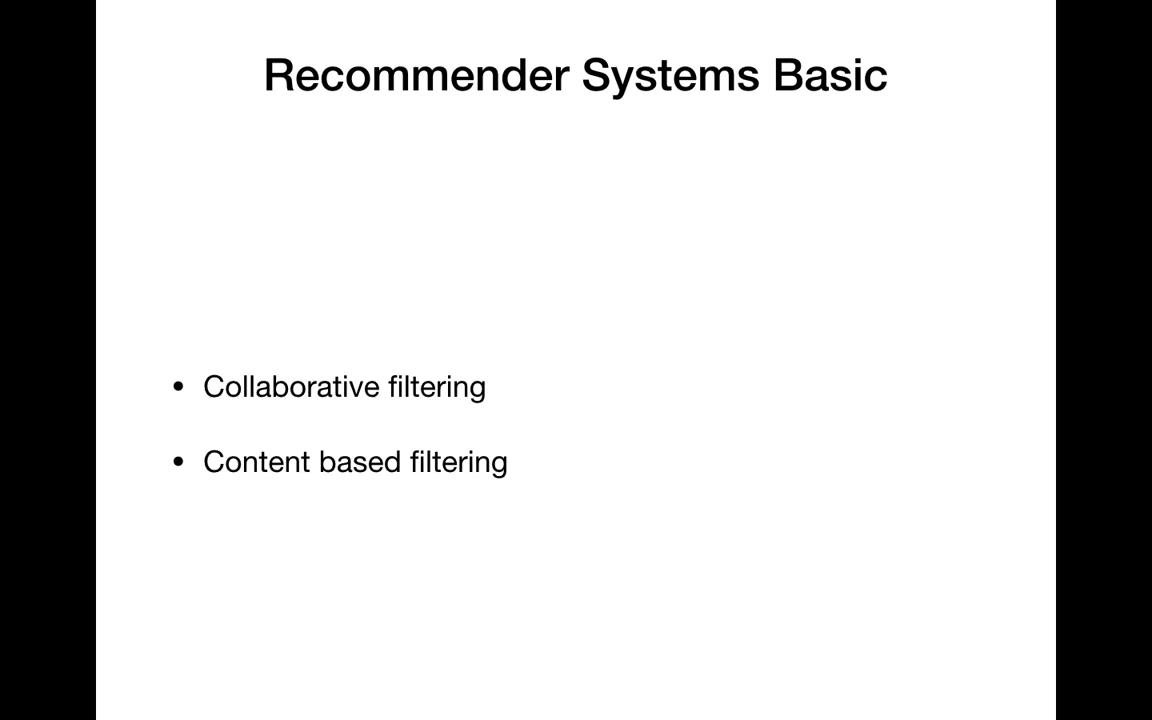 Recommender Systems Basic
• Collaborative filtering
• Content based filtering